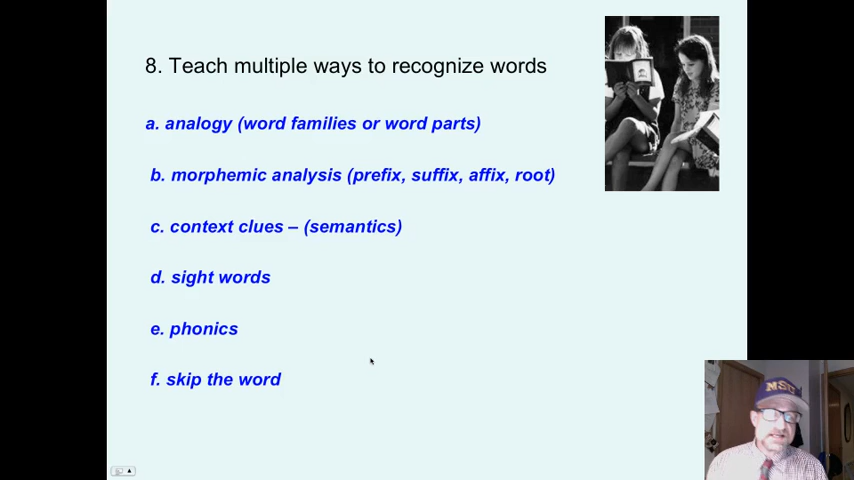 8. Teach multiple ways to recognize words
a. analogy (word families or word parts)
b. morphemic analysis (prefix, suffix, affix, root)
c. context clues – (semantics)
d. sight words
e. phonics
f. skip the word